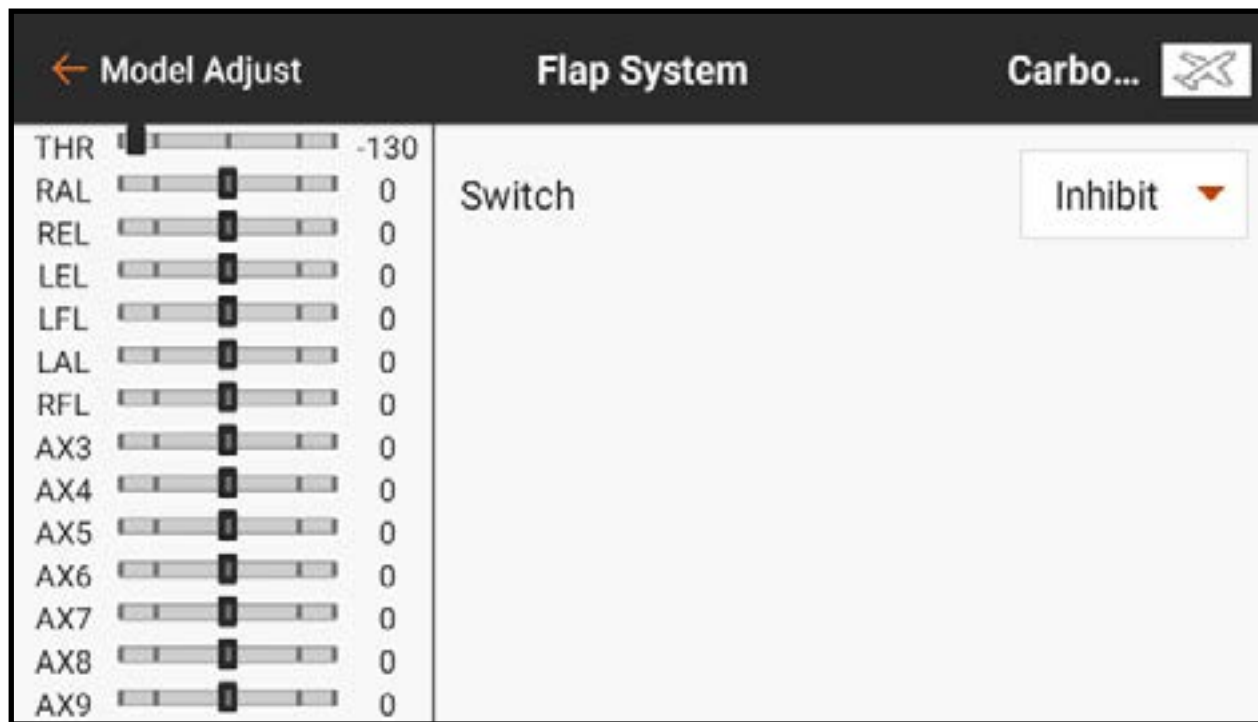 ← Model Adjust Flap System Carbo...
THR -130
RAL 0
REL 0
LEL 0
LFL 0
LAL 0
RFL 0
AX3 0
AX4 0
AX5 0
AX6 0
AX7 0
AX8 0
AX9 0
Switch Inhibit